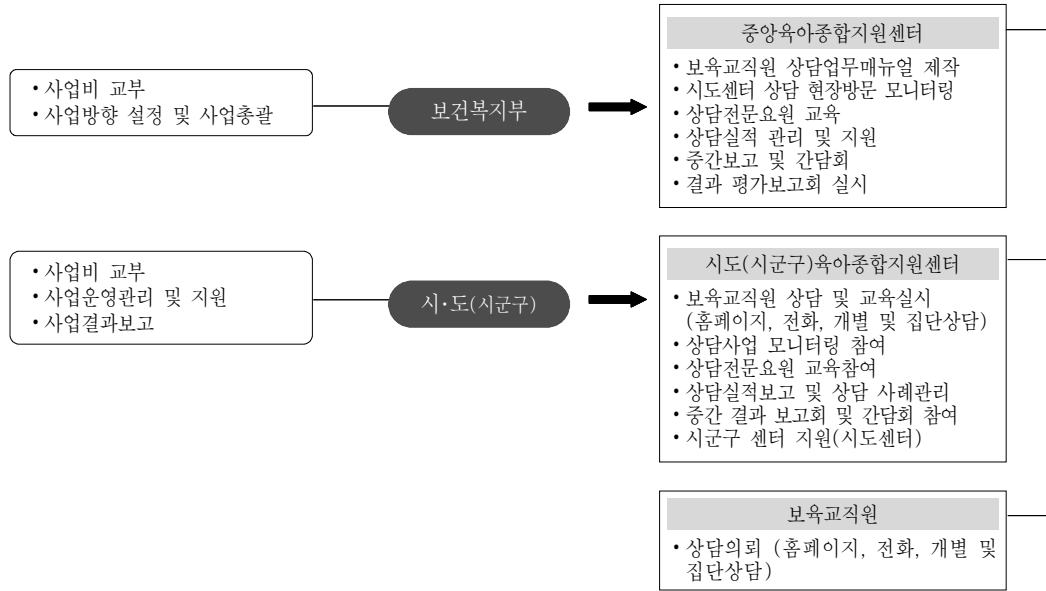 • 사업비 교부
• 사업방향 설정 및 사업총괄
보건복지부
중앙육아종합지원센터
• 보육교직원 상담업무매뉴얼 제작
• 시도센터 상담 현장방문 모니터링
• 상담전문요원 교육
• 상담실적 관리 및 지원
• 중간보고 및 간담회
• 결과 평가보고회 실시
• 사업비 교부
• 사업운영관리 및 지원
• 사업결과보고
시·도(시군구)
시도(시군구)육아종합지원센터
• 보육교직원 상담 및 교육실시
(홈페이지, 전화, 개별 및 집단상담)
• 상담사업 모니터링 참여
• 상담전문요원 교육참여
• 상담실적보고 및 상담 사례관리
• 중간 결과 보고회 및 간담회 참여
• 시군구 센터 지원(시도센터)
보육교직원
• 상담의뢰 (홈페이지, 전화, 개별 및
집단상담)